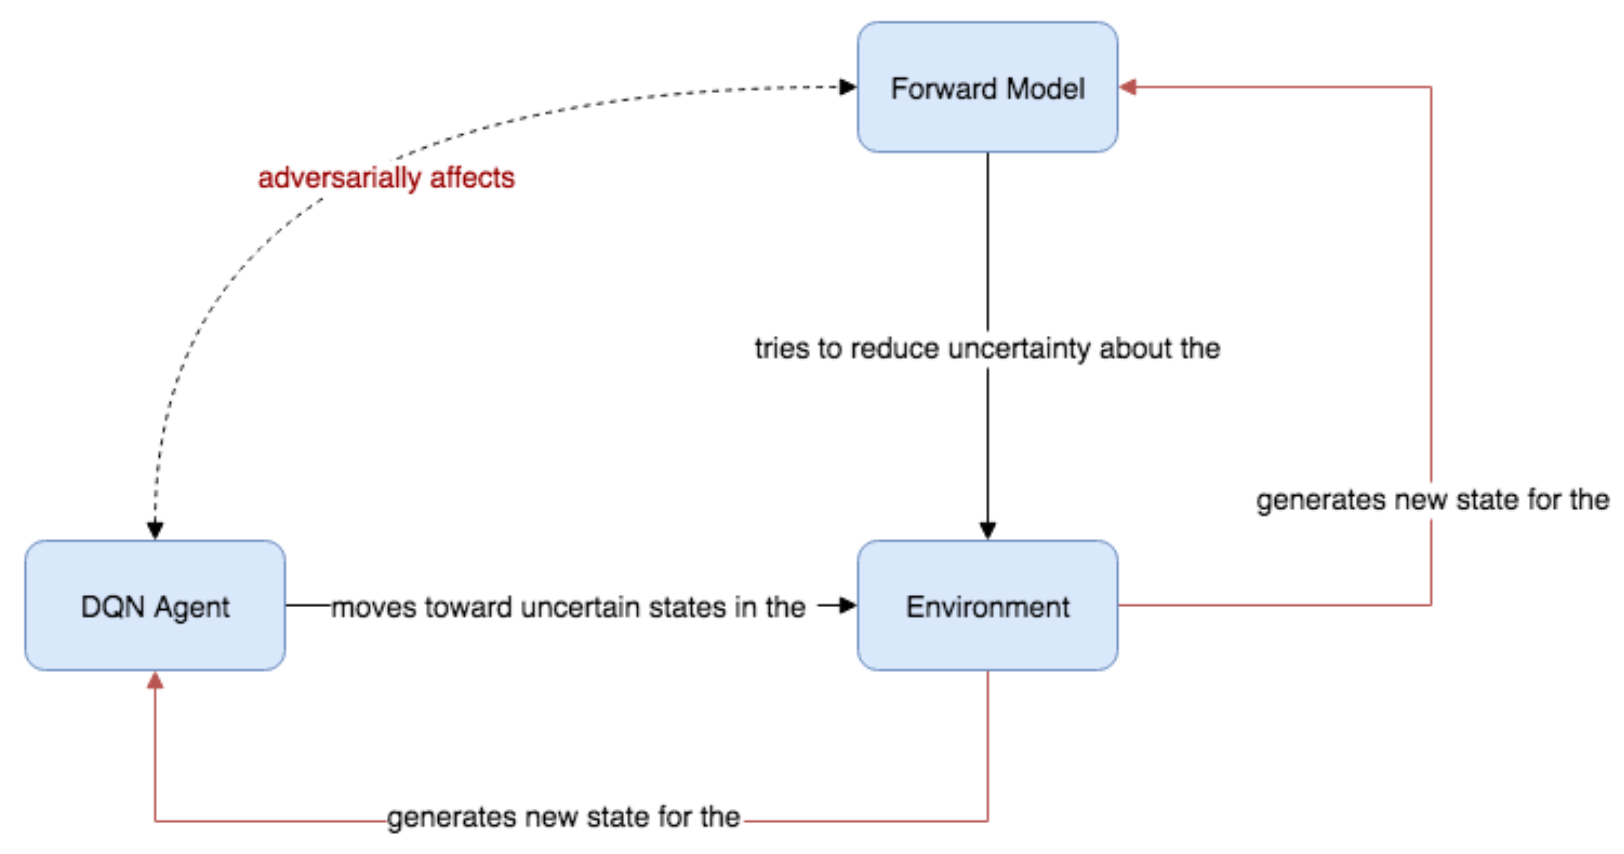 Forward Model
adversarially affects
tries to reduce uncertainty about the
generates new state for the
DQN Agent
moves toward uncertain states in the
Environment
generates new state for the